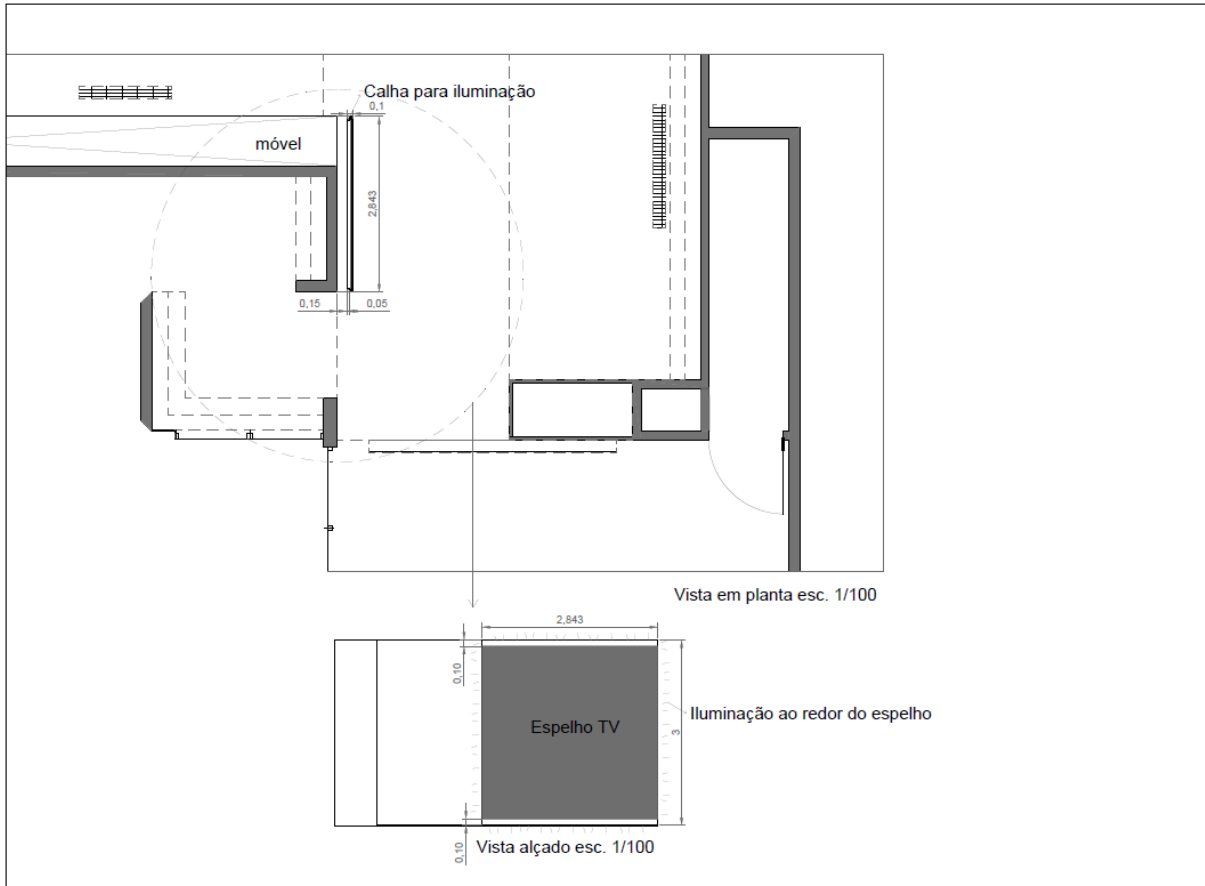 Calha para iluminação
0,1
móvel
2,843
0,15
0,05
Vista em planta esc. 1/100
2,843
0,10
Iluminação ao redor do espelho
Espelho TV
3
0,10
Vista alçado esc. 1/100